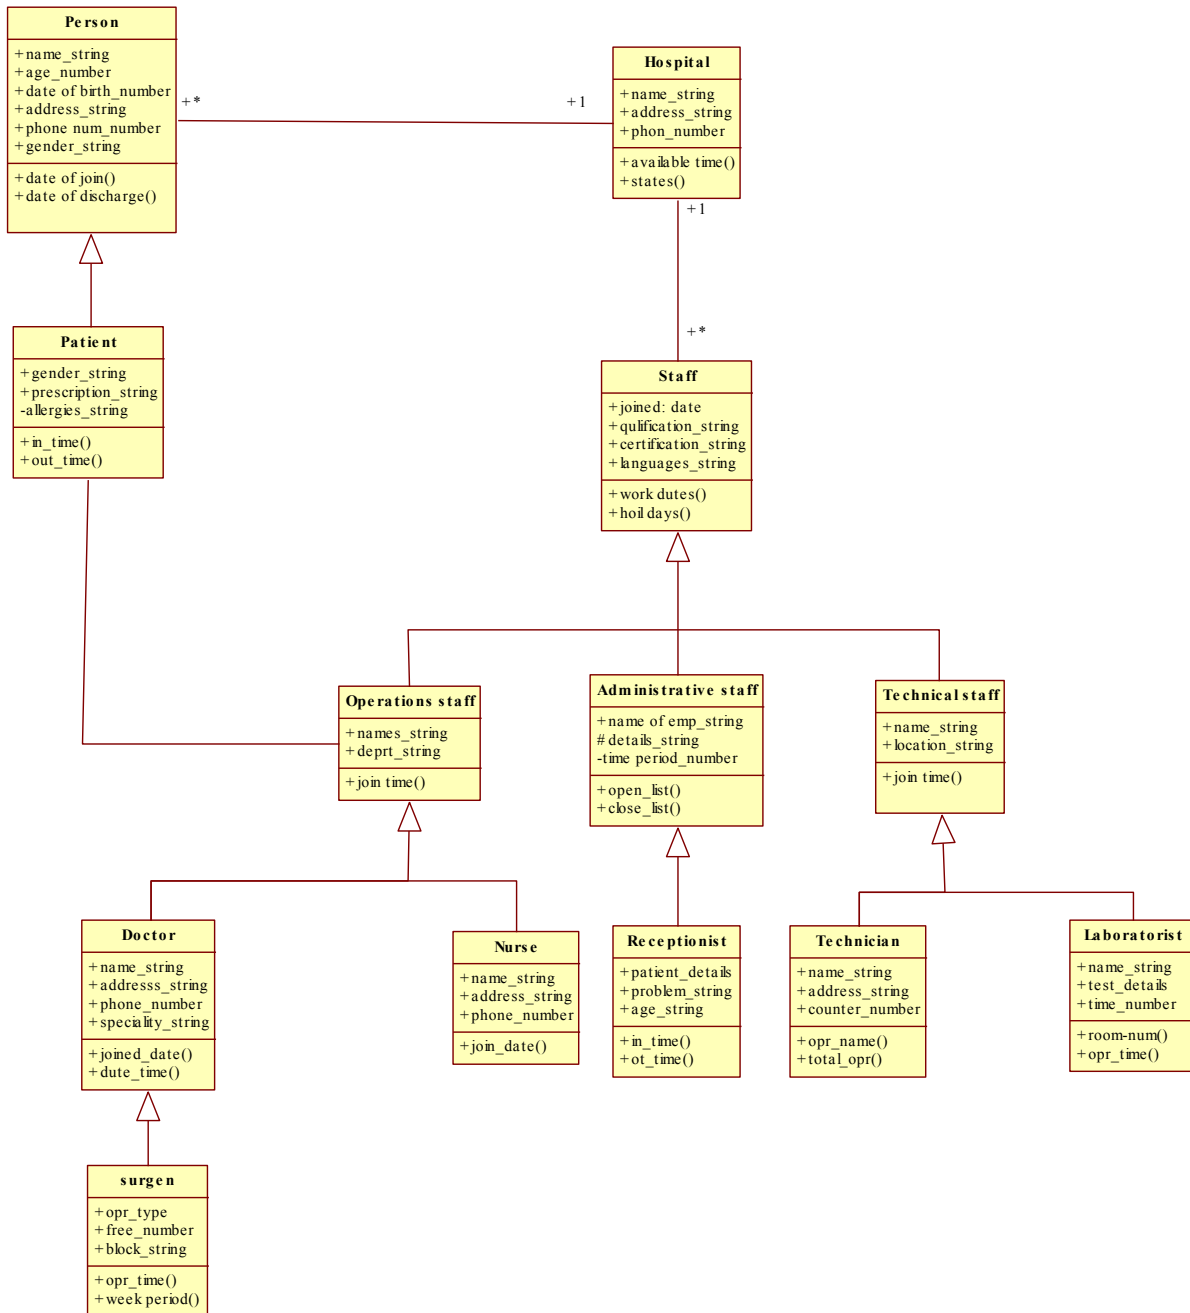 Person
+name_string
+age_number
+date of birth_number
+address_string
+phone num_number
+gender_string
+date of join()
+date of discharge()
+*
+1
Hospital
+name_string
+address_string
+phon_number
+available time()
+states()
+1
+*
Patient
+gender_string
+prescription_string
-allergies_string
+in_time()
+out_time()
Staff
+joined: date
+qulification_string
+certification_string
+languages_string
+work dutes()
+hoildays()
Operations staff
+names_string
+deprt_string
+join time()
Administrative staff
+name of emp_string
# details_string
-time period_number
+open_list()
+close_list()
Technical staff
+name_string
+location_string
+join time()
Doctor
+name_string
+addresss_string
+phone_number
+speciality_string
+joined_date()
+dute_time()
Nurse
+name_string
+address_string
+phone_number
+join_date()
Receptionist
+patient_details
+problem_string
+age_string
+in_time()
+ot_time()
Technician
+name_string
+address_string
+counter_number
+opr_name()
+total_opr()
Laboratorist
+name_string
+test_details
+time_number
+room-num()
+opr_time()
surgen
+opr_type
+free_number
+block_string
+opr_time()
+week period()